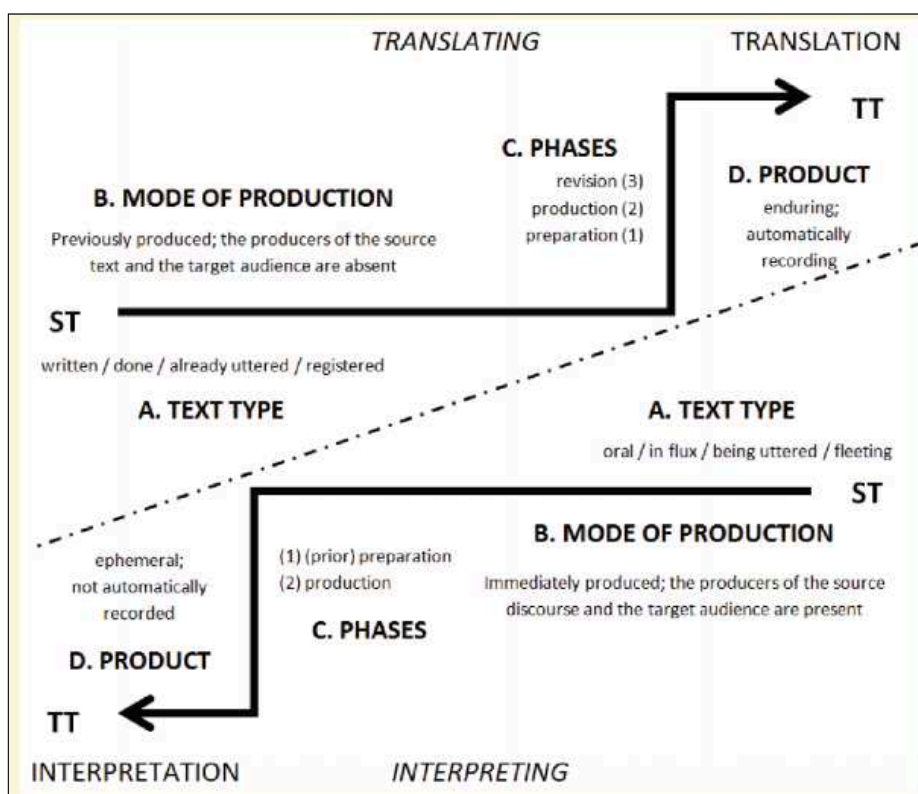 TRANSLATING
TRANSLATION
TT
C. PHASES
revision (3)
production (2)
preparation (1)
D. PRODUCT
enduring;
automatically
recording
B. MODE OF PRODUCTION
Previously produced; the producers of the source
text and the target audience are absent
ST
written / done / already uttered / registered
A. TEXT TYPE
A. TEXT TYPE
oral / in flux / being uttered / fleeting
ST
B. MODE OF PRODUCTION
Immediately produced; the producers of the source
discourse and the target audience are present
(1) (prior) preparation
(2) production
C. PHASES
ephemeral;
not automatically
recorded
D. PRODUCT
TT
INTERPRETATION
INTERPRETING